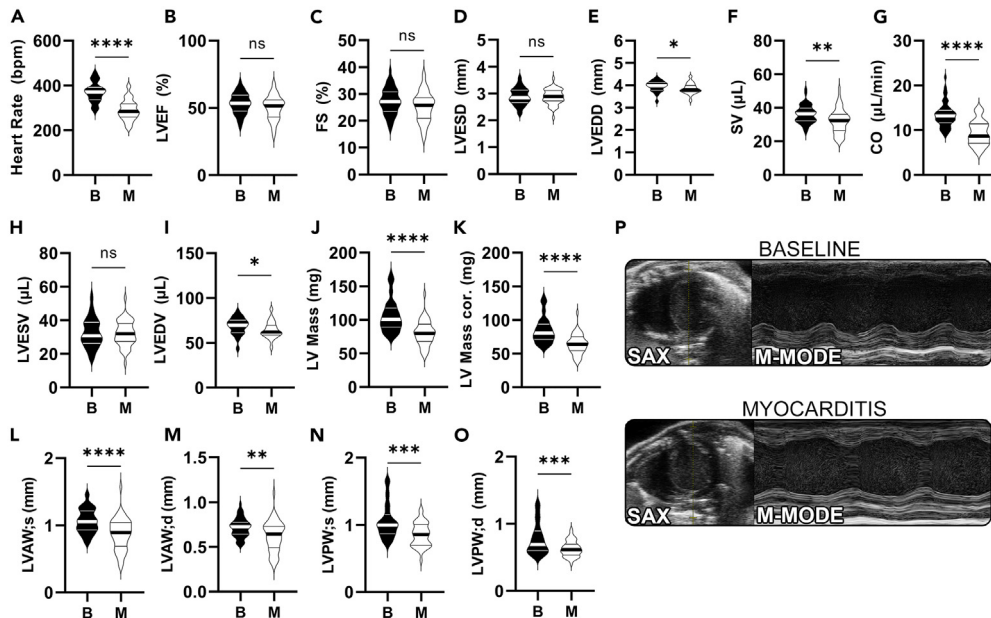 A
****
Heart Rate (bpm)
600
400
200
0
B M
B
ns
LVEF (%)
100
50
0
B M
C
ns
FS (%)
50
40
30
20
10
0
B M
D
ns
LVESD (mm)
6
5
4
3
2
1
0
B M
E
*
LVEDD (mm)
6
5
4
3
2
1
0
B M
F
**
SV (µL)
80
60
40
20
0
B M
G
****
CO (µL/min)
30
20
10
0
B M
H
ns
LVESV (µL)
80
60
40
20
0
B M
I
*
LVEDV (µL)
150
100
50
0
B M
J
****
LV Mass (mg)
200
150
100
50
0
B M
K
****
LV Mass cor. (mg)
200
150
100
50
0
B M
L
****
LVAW;s (mm)
2
1
0
B M
M
**
LVAW;d (mm)
1.5
1.0
0.5
0.0
B M
N
***
LVPW;s (mm)
2
1
0
B M
O
***
LVPW;d (mm)
2
1
0
B M
P
BASELINE
SAX M-MODE
MYOCARDITIS
SAX M-MODE